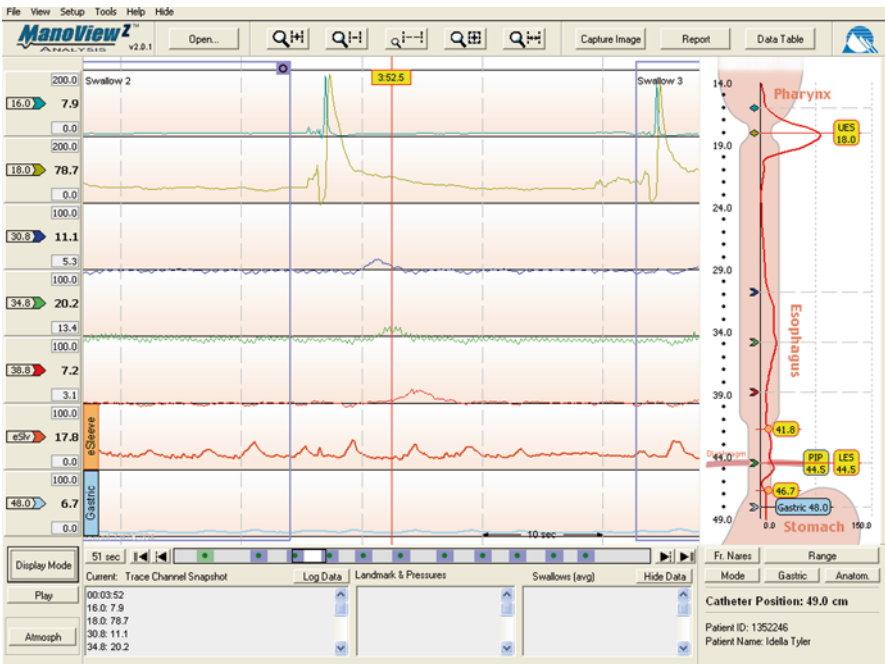 File View Setup Tools Help Hide
ManoView Z
ANALYSIS v2.0.1
Open...
Capture Image
Report
Data Table
200.0
16.0 7.9
0.0
200.0
18.0 78.7
0.0
100.0
30.8 11.1
5.3
100.0
34.8 20.2
13.4
100.0
38.8 7.2
3.1
100.0
eSlv 17.8
0.0
100.0
48.0 6.7
0.0
Swallow 2
3:52.5
Swallow 3
eSleeve
Gastric
10 sec
14.0
Pharynx
UES
18.0
19.0
24.0
29.0
34.0
Esophagus
39.0
41.8
Diaphragm
44.0
PIP
44.5
LES
44.5
46.7
Gastric 48.0
49.0
0.0
Stomach
150.0
Display Mode
Play
Atmosph
51 sec
Current: Trace Channel Snapshot
Log Data
Landmark & Pressures
Swallows (avg)
Hide Data
00:03:52
16.0: 7.9
18.0: 78.7
30.8: 11.1
34.8: 20.2
Fr. Nares
Range
Mode
Gastric
Anatom.
Catheter Position: 49.0 cm
Patient ID: 1352246
Patient Name: Idella Tyler